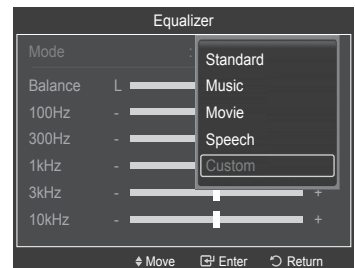 Equalizer
Mode :
Standard
Music
Movie
Speech
Custom
Balance L
100Hz -
300Hz -
1kHz -
3kHz - +
10kHz - +
Move Enter Return